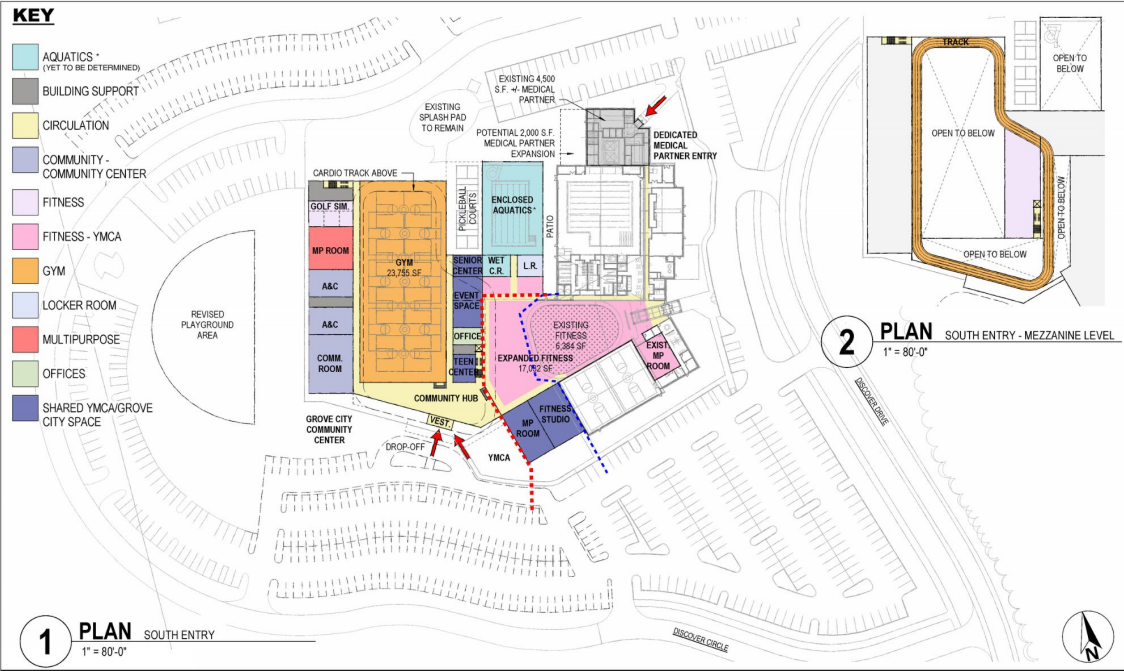 KEY
AQUATICS *
(YET TO BE DETERMINED)
BUILDING SUPPORT
CIRCULATION
COMMUNITY -
COMMUNITY CENTER
FITNESS
FITNESS - YMCA
GYM
LOCKER ROOM
MULTIPURPOSE
OFFICES
SHARED YMCA/GROVE
CITY SPACE
EXISTING 4,500
S.F. +/- MEDICAL
PARTNER
EXISTING
SPLASH PAD
TO REMAIN
POTENTIAL 2,000 S.F.
MEDICAL PARTNER
EXPANSION
DEDICATED
MEDICAL
PARTNER ENTRY
CARDIO TRACK ABOVE
GOLF SIM.
PICKLEBALL
COURTS
ENCLOSED
AQUATICS*
PATIO
MP ROOM
GYM
23,755 SF
SENIOR
CENTER
WET
C.R.
L.R.
A&C
EVENT
SPACE
REVISED
PLAYGROUND
AREA
A&C
OFFICE
EXISTING
FITNESS
6,384 SF
EXPANDED FITNESS
EXIST.
MP
ROOM
COMM.
ROOM
TEEN
CENTER
COMMUNITY HUB
FITNESS
STUDIO
MP
ROOM
VEST.
GROVE CITY
COMMUNITY
CENTER
DROP-OFF
YMCA
DISCOVER DRIVE
DISCOVER CIRCLE
1 PLAN SOUTH ENTRY
1" = 80'-0"
TRACK
OPEN TO
BELOW
OPEN TO BELOW
OPEN TO BELOW
OPEN TO BELOW
2 PLAN SOUTH ENTRY - MEZZANINE LEVEL
1" = 80'-0"
N